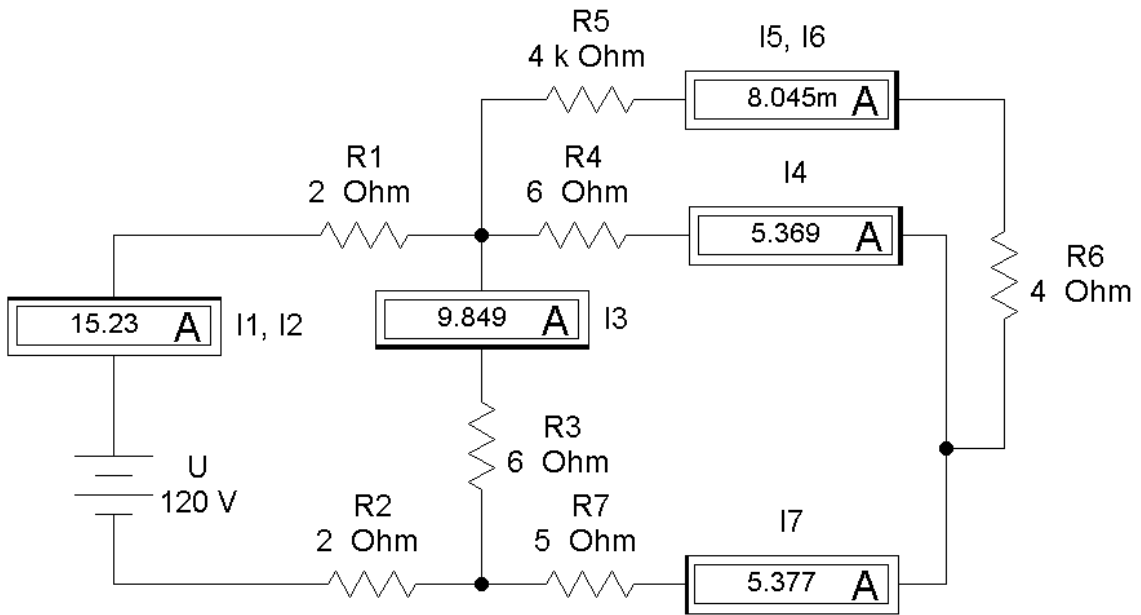 R5
4 k Ohm
I5, I6
8.045m A
R1
2 Ohm
R4
6 Ohm
I4
5.369 A
R6
4 Ohm
15.23 A
I1, I2
9.849 A
I3
R3
6 Ohm
U
120 V
R2
2 Ohm
R7
5 Ohm
I7
5.377 A